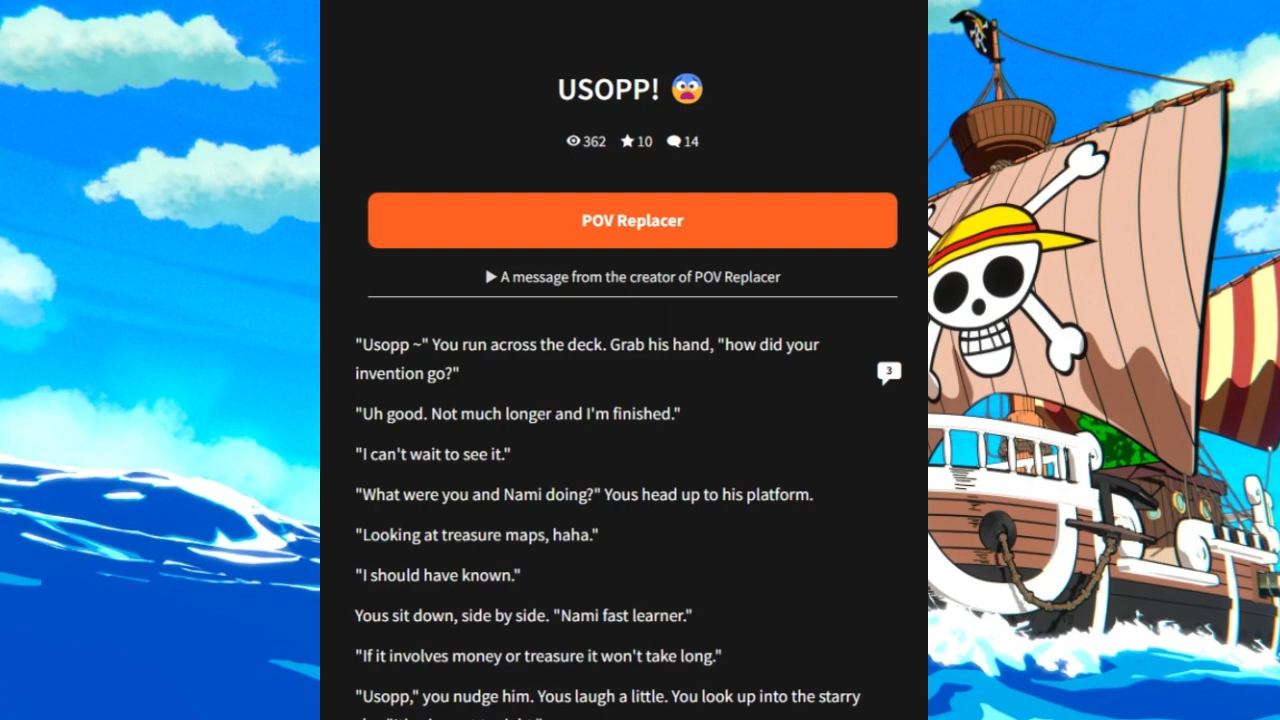 USOPP! 😨
362 10 14
POV Replacer
▶ A message from the creator of POV Replacer
"Usopp ~" You run across the deck. Grab his hand, "how did your
invention go?"
3
"Uh good. Not much longer and I'm finished."
"I can't wait to see it."
"What were you and Nami doing?" Yous head up to his platform.
"Looking at treasure maps, haha."
"I should have known."
Yous sit down, side by side. "Nami fast learner."
"If it involves money or treasure it won't take long."
"Usopp," you nudge him. Yous laugh a little. You look up into the starry